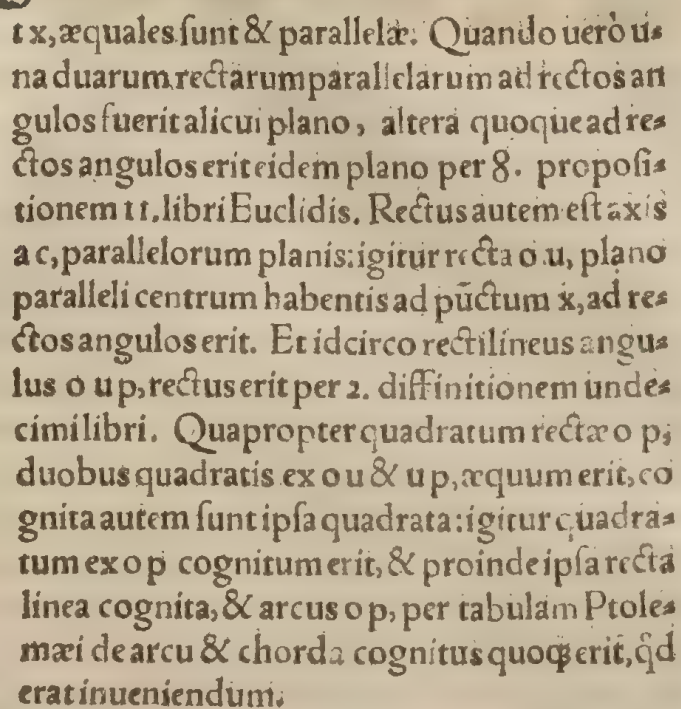 t x, æquales ſunt & parallelæ. Quando uerò u⸗
na duarum rectarum parallelarum ad rectos an
gulos fuerit alicui plano, altera quoque ad re⸗
ctos angulos erit eidem plano per 8. propoſi⸗
tionem 11. libri Euclidis. Rectus autem eſt axis
a c, parallelorum planis: igitur recta o u, plano
paralleli centrum habentis ad pũctum x, ad re⸗
ctos angulos erit. Et idcirco rectilineus angu⸗
lus o u p, rectus erit per 2. diffinitionem unde⸗
cimi libri. Quapropter quadratum rectæ o p,
duobus quadratis ex o u & u p, æquum erit, co
gnita autem ſunt ipſa quadrata: igitur quadra⸗
tum ex o p cognitum erit, & proinde ipſa recta
linea cognita, & arcus o p, per tabulam Ptole⸗
mæi de arcu & chorda cognitus quoqꝫ erit, q̃d
erat inueniendum.